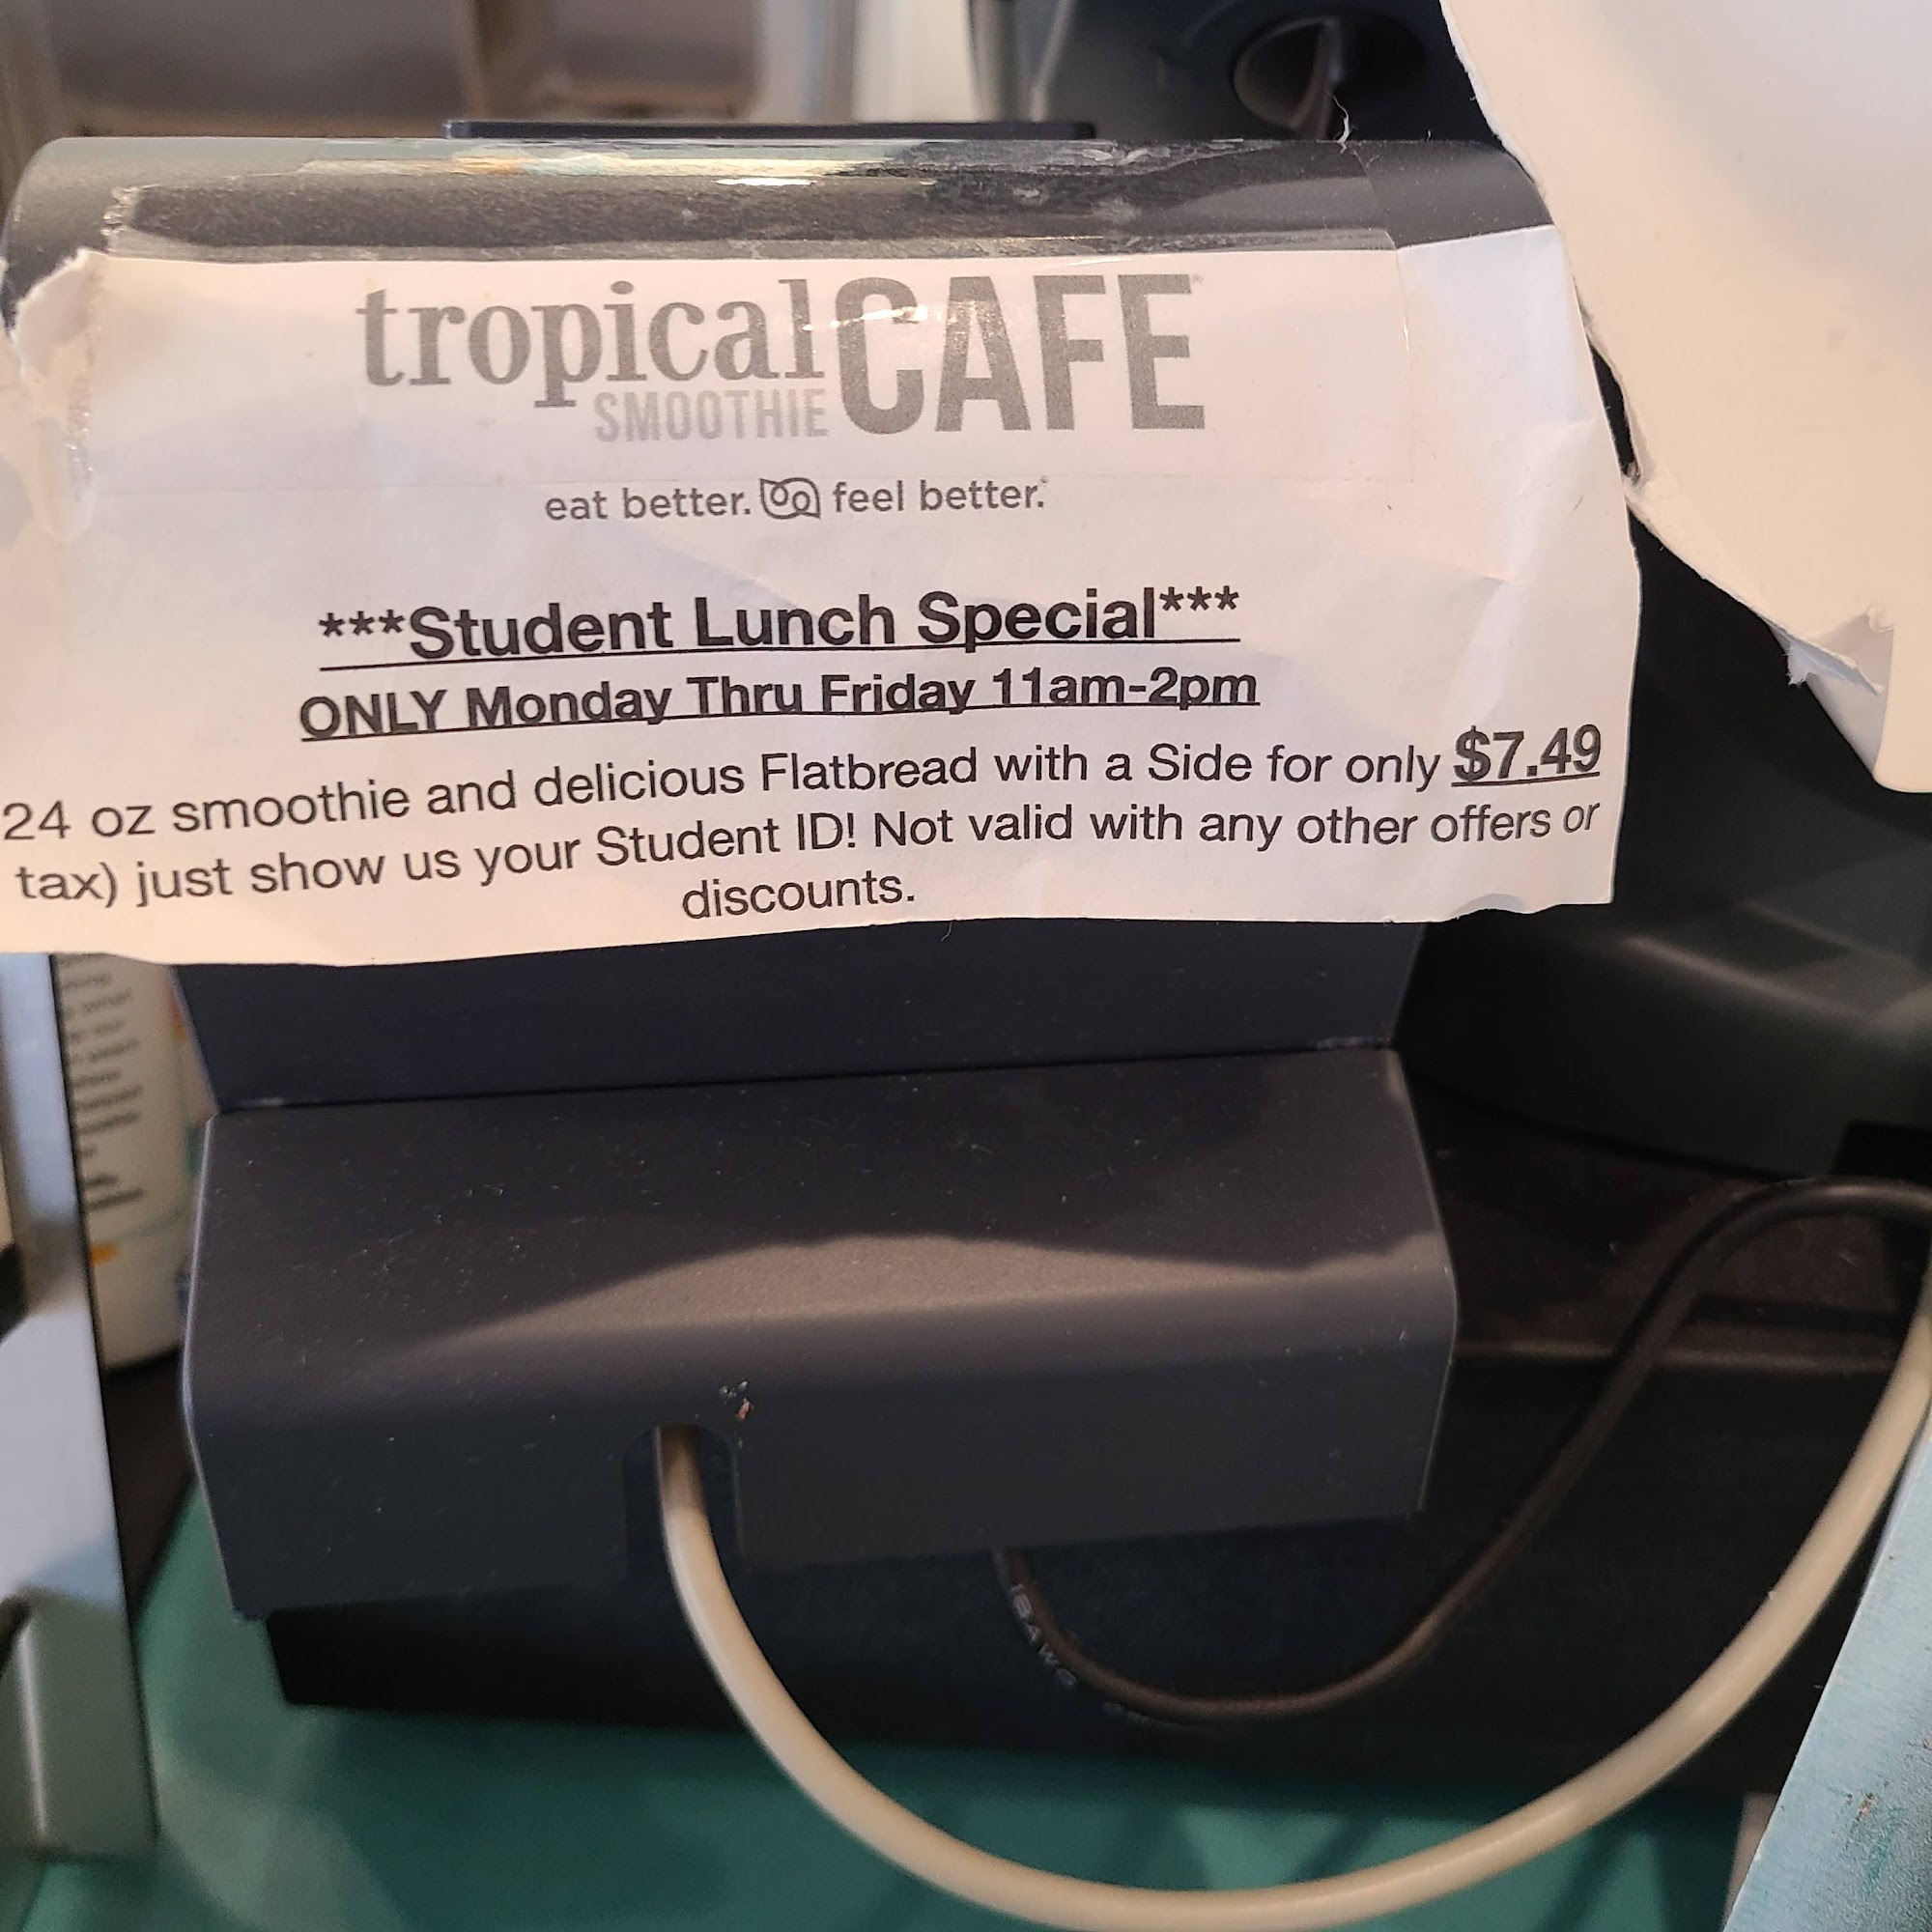 tropical CAFE
SMOOTHIE
eat better. feel better.
***Student Lunch Special***
ONLY Monday Thru Friday 11am-2pm
24 oz smoothie and delicious Flatbread with a Side for only $7.49
tax) just show us your Student ID! Not valid with any other offers or
discounts.
18AWG